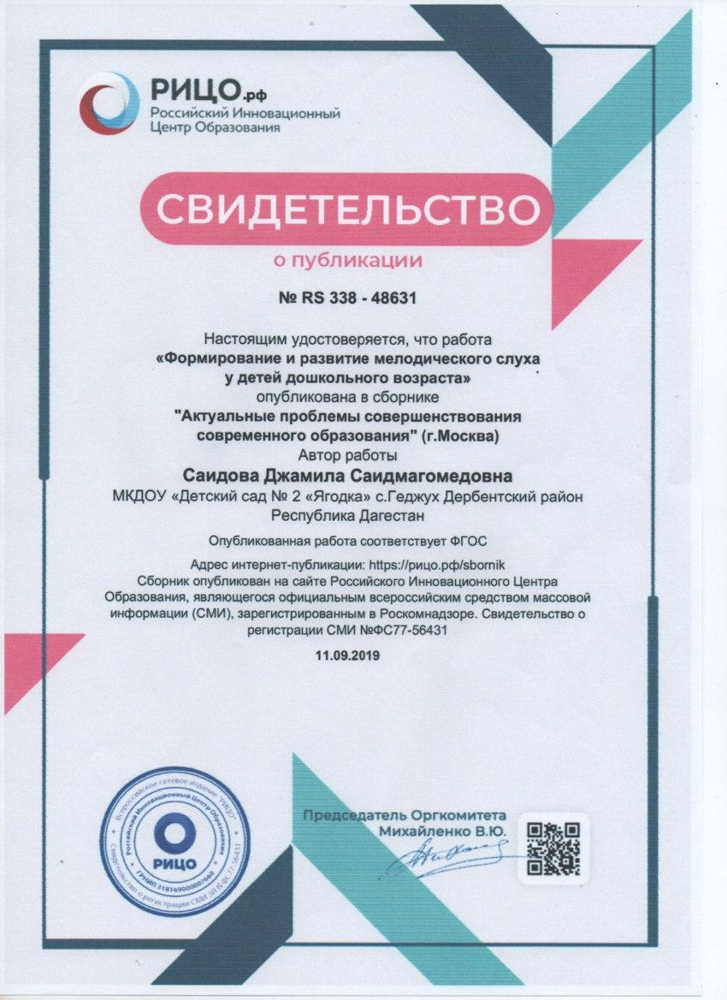 РИЦО.рф
Российский Инновационный
Центр Образования
СВИДЕТЕЛЬСТВО
о публикации
№ RS 338 - 48631
Настоящим удостоверяется, что работа
«Формирование и развитие мелодического слуха
у детей дошкольного возраста»
опубликована в сборнике
"Актуальные проблемы совершенствования
современного образования" (г.Москва)
Автор работы
Саидова Джамила Саидмагомедовна
МКДОУ «Детский сад № 2 «Ягодка» с.Геджух Дербентский район
Республика Дагестан
Опубликованная работа соответствует ФГОС
Адрес интернет-публикации: https://рицо.рф/sbornik
Сборник опубликован на сайте Российского Инновационного Центра
Образования, являющегося официальным всероссийским средством массовой
информации (СМИ), зарегистрированным в Роскомнадзоре. Свидетельство о
регистрации СМИ №ФС77-56431
11.09.2019
Всероссийское сетевое издание "РИЦО"
Свидетельство о регистрации СМИ ЭЛ N ФС77-56431
Российский Инновационный Центр Образования
ГРНИП 318169000007660
РИЦО
Председатель Оргкомитета
Михайленко В.Ю.